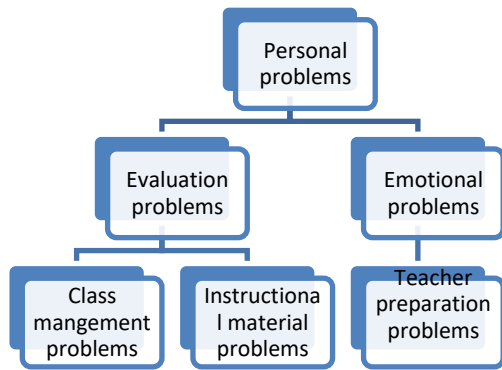 Personal
problems
Evaluation
problems
Emotional
problems
Class
mangement
problems
Instructiona
l material
problems
Teacher
preparation
problems